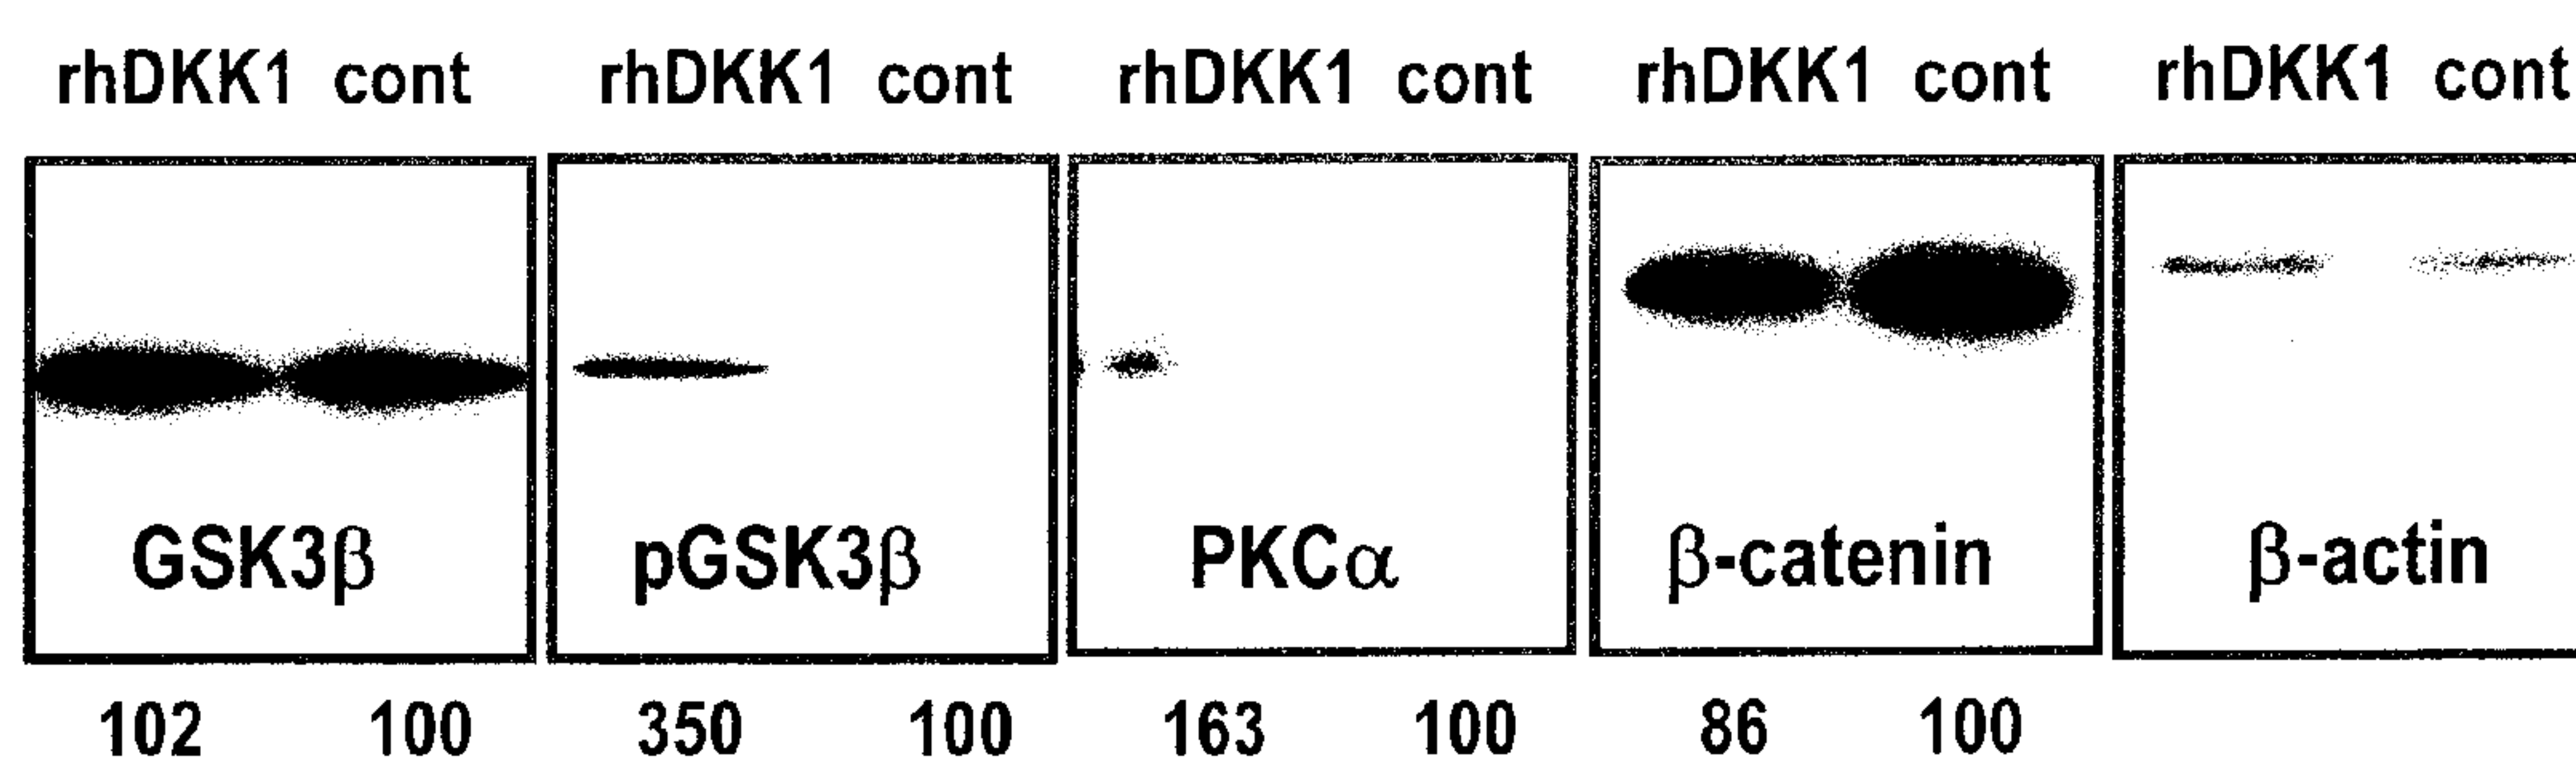 rhDKK1 cont rhDKK1 cont rhDKK1 cont rhDKK1 cont rhDKK1 cont
GSK3β pGSK3β PKCα β-catenin β-actin
102 100 350 100 163 100 86 100